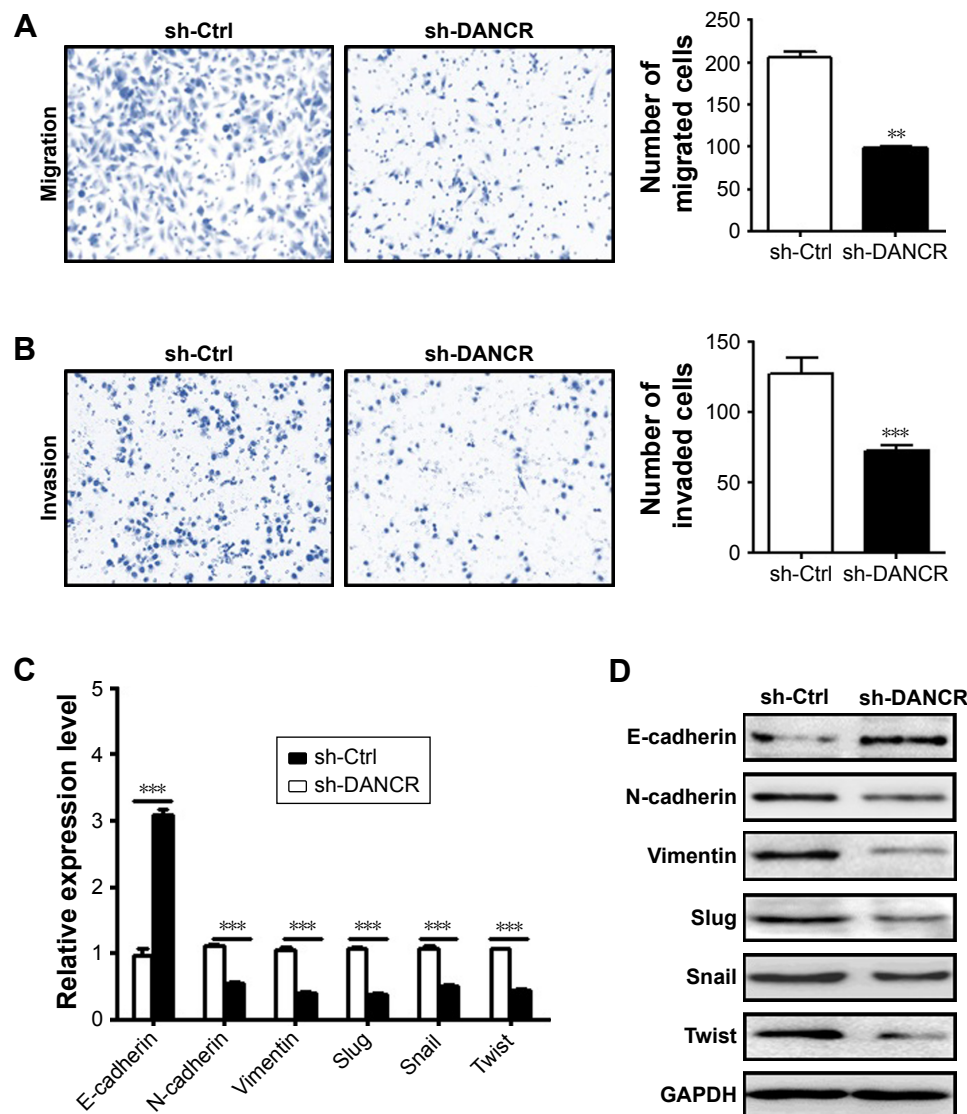 A
sh-Ctrl
sh-DANCR
Migration
Number of
migrated cells
200
150
100
50
0
**
sh-Ctrl sh-DANCR
B
sh-Ctrl
sh-DANCR
Invasion
Number of
invaded cells
150
100
50
0
***
sh-Ctrl sh-DANCR
C
Relative expression level
5
4
3
2
1
0
sh-Ctrl
sh-DANCR
*** *** *** *** *** ***
E-cadherin
N-cadherin
Vimentin
Slug
Snail
Twist
D
sh-Ctrl sh-DANCR
E-cadherin
N-cadherin
Vimentin
Slug
Snail
Twist
GAPDH
250